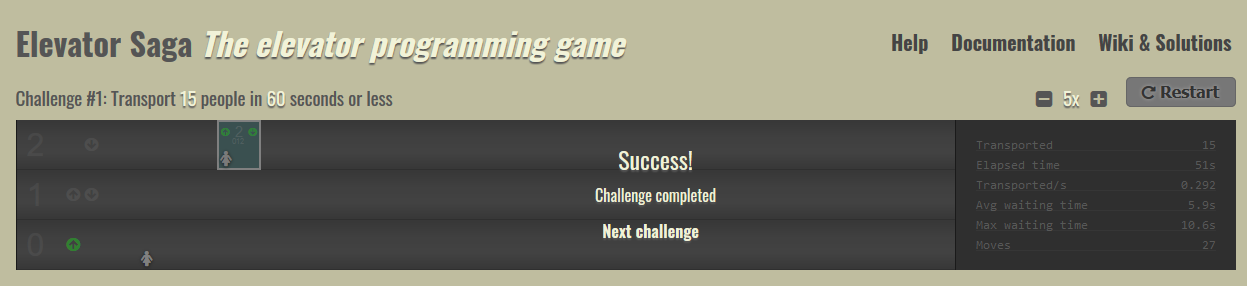 Elevator Saga The elevator programming game
Help Documentation Wiki & Solutions
Challenge #1: Transport 15 people in 60 seconds or less
5x
Restart
2
2
Success!
Challenge completed
Next challenge
1
0
Transported 15
Elapsed time 51s
Transported/s 0.292
Avg waiting time 5.9s
Max waiting time 10.6s
Moves 27